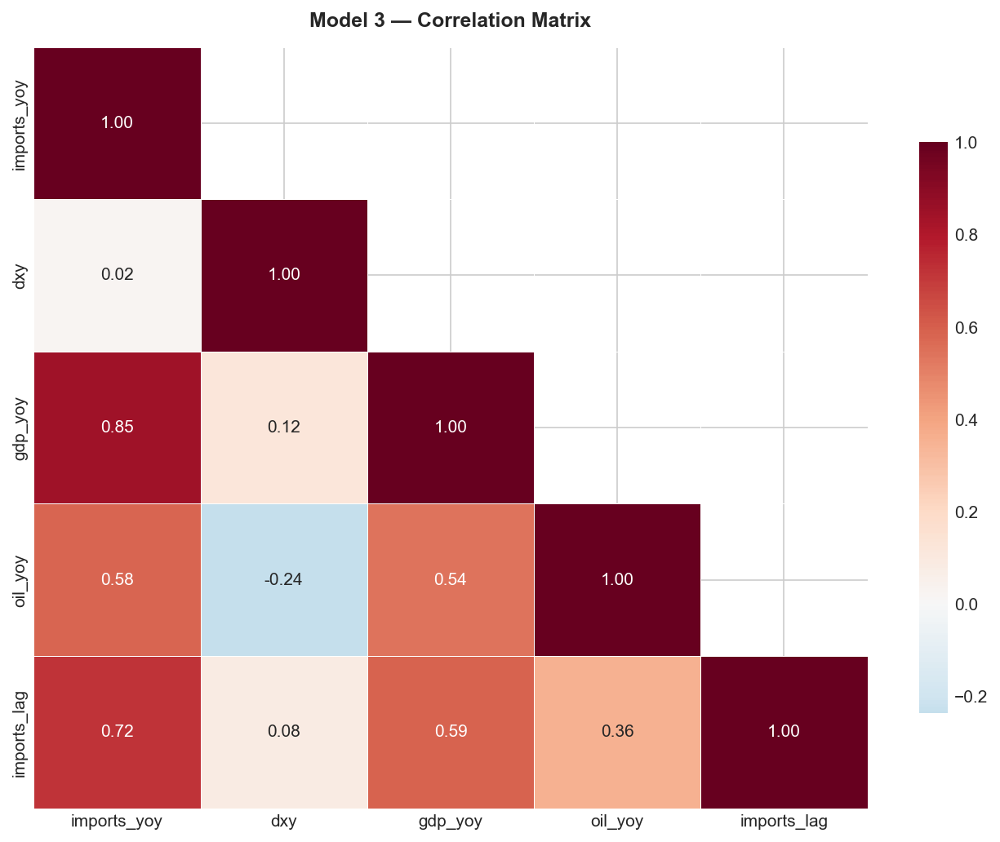 Model 3 — Correlation Matrix
imports_yoy
1.00
dxy
0.02 1.00
gdp_yoy
0.85 0.12 1.00
oil_yoy
0.58 -0.24 0.54 1.00
imports_lag
0.72 0.08 0.59 0.36 1.00
imports_yoy dxy gdp_yoy oil_yoy imports_lag
1.0
0.8
0.6
0.4
0.2
0.0
−0.2